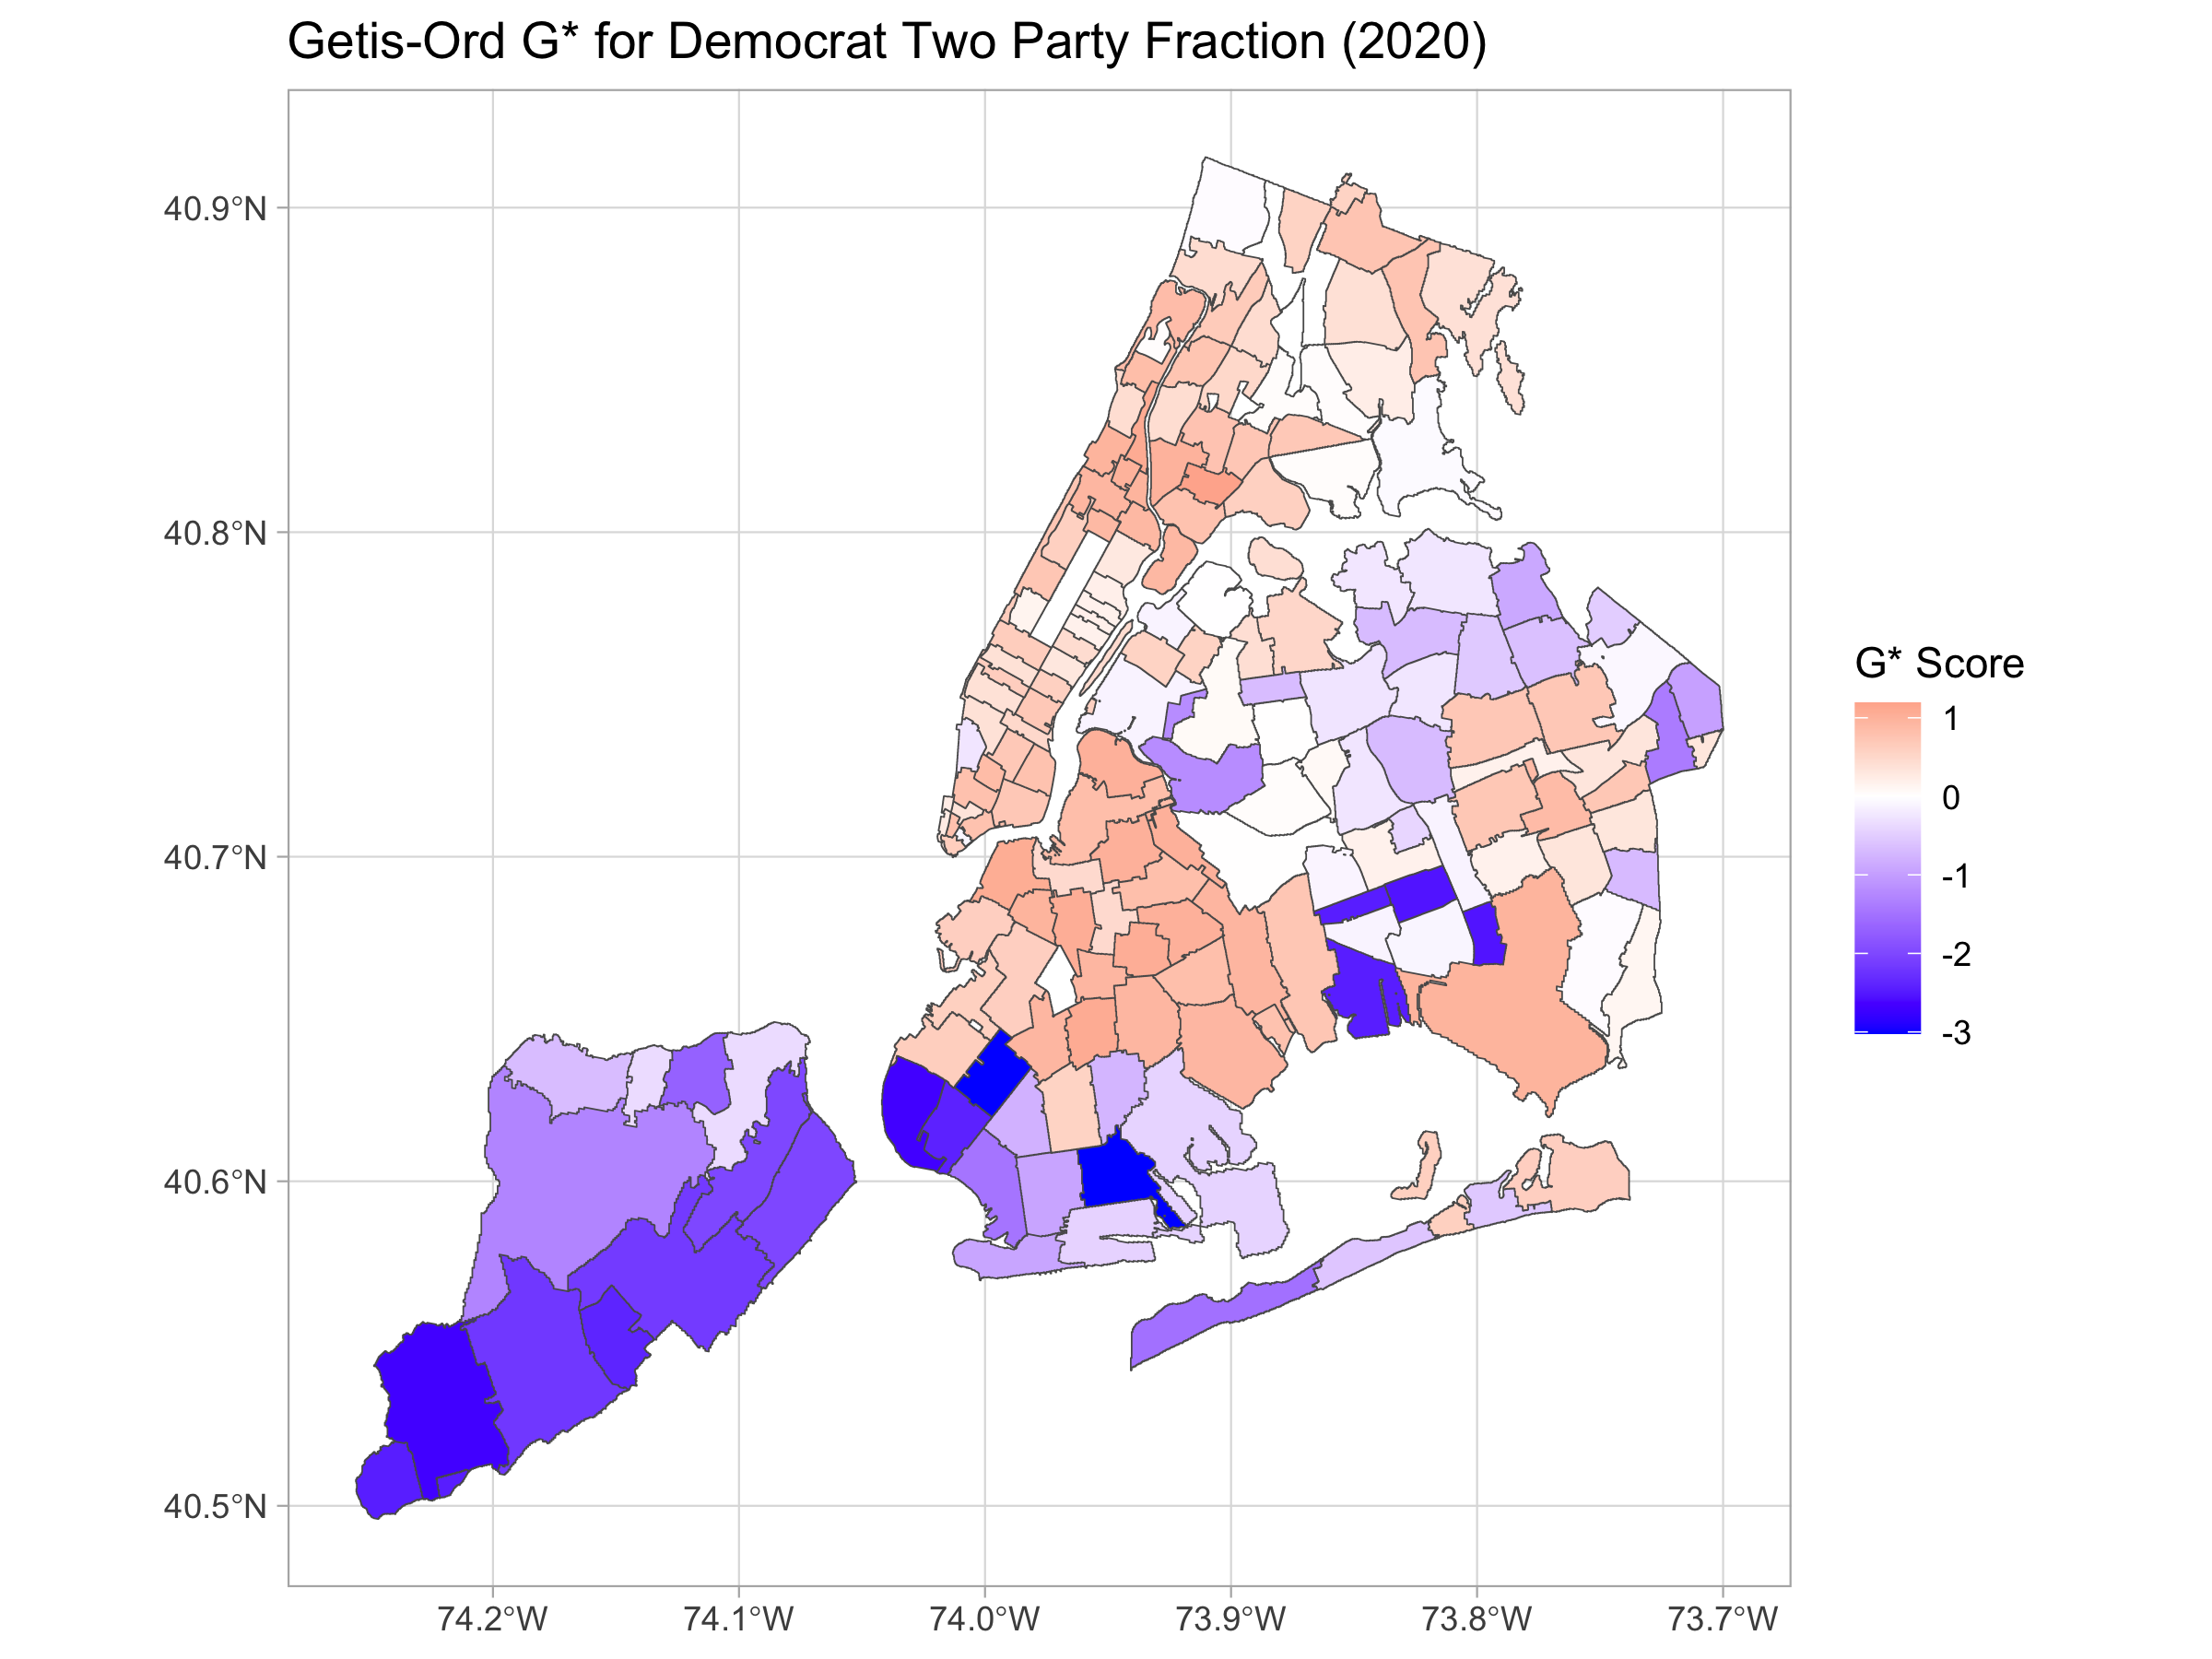 Getis-Ord G* for Democrat Two Party Fraction (2020)
40.9°N
40.8°N
40.7°N
40.6°N
40.5°N
74.2°W
74.1°W
74.0°W
73.9°W
73.8°W
73.7°W
G* Score
1
0
-1
-2
-3